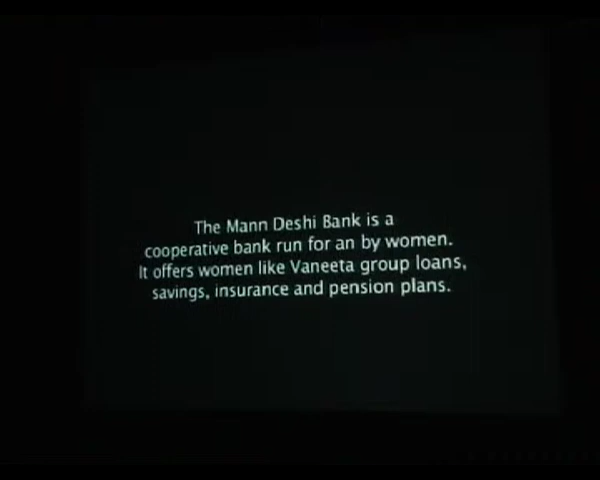 The Mann Deshi Bank is a
cooperative bank run for an by women.
It offers women like Vaneeta group loans,
savings, insurance and pension plans.